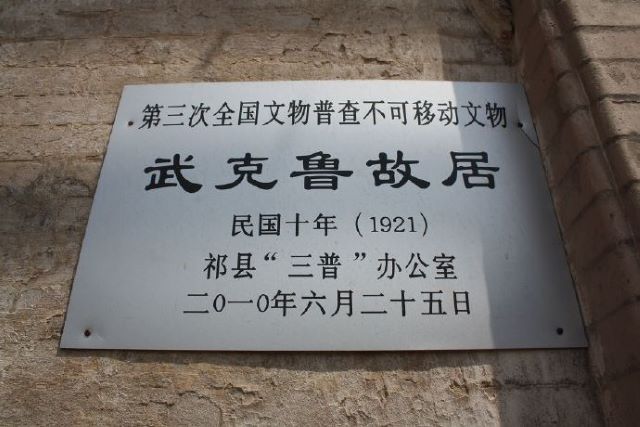 第三次全国文物普查不可移动文物
武克鲁故居
民国十年（1921）
祁县“三普”办公室
二0一0年六月二十五日